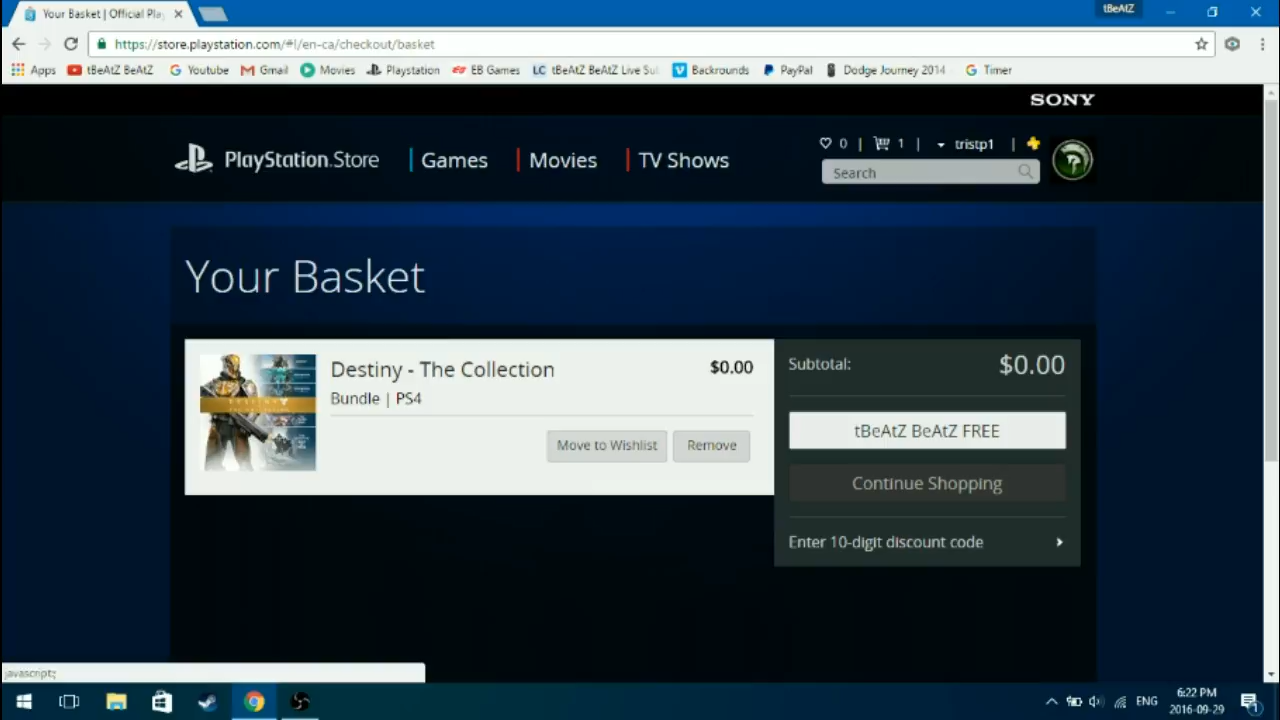 Your Basket | Official Pla
tBeAtZ
https://store.playstation.com/#!/en-ca/checkout/basket
Apps tBeAtZ BeAtZ Youtube Gmail Movies Playstation EB Games LC tBeAtZ BeAtZ Live Sul Backrounds PayPal Dodge Journey 2014 Timer
SONY
PlayStation.Store Games Movies TV Shows
0 | 1 | tristp1 |
Search
Your Basket
Destiny - The Collection $0.00
Bundle | PS4
Move to Wishlist Remove
Subtotal: $0.00
tBeAtZ BeAtZ FREE
Continue Shopping
Enter 10-digit discount code
javascript:;
ENG
6:22 PM
2016-09-29